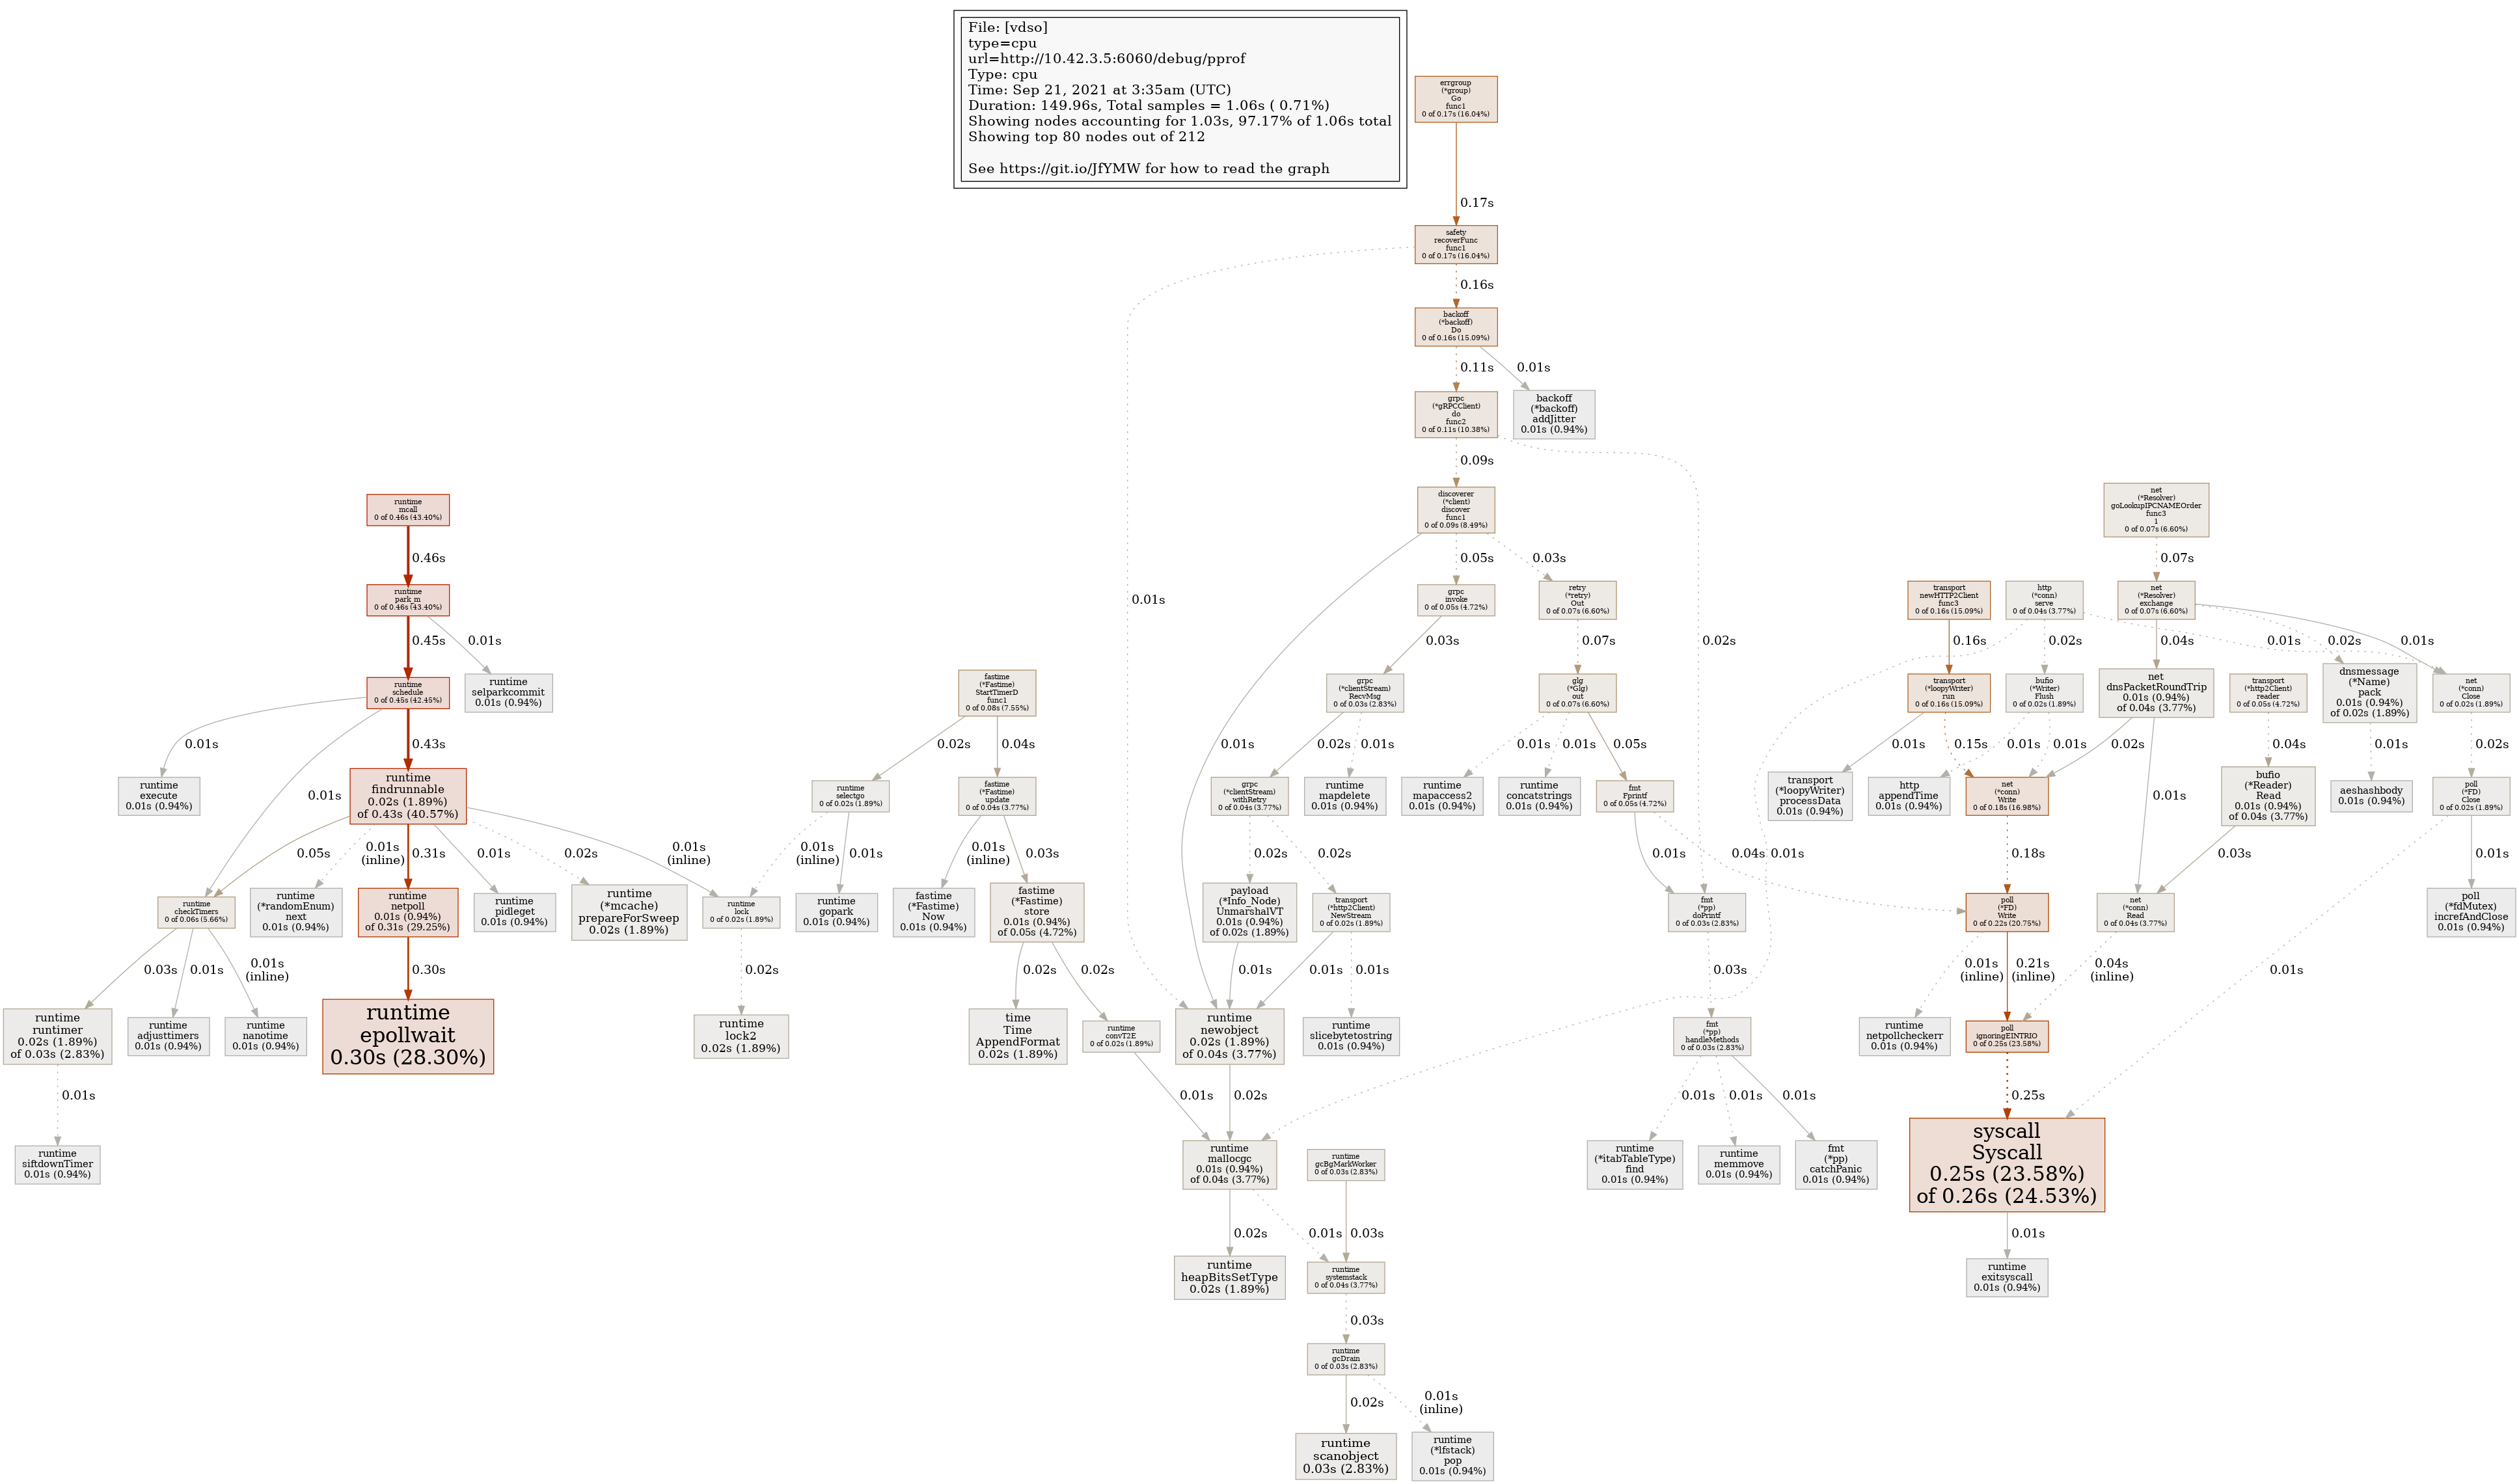 File: [vdso]
type=cpu
url=http://10.42.3.5:6060/debug/pprof
Type: cpu
Time: Sep 21, 2021 at 3:35am (UTC)
Duration: 149.96s, Total samples = 1.06s ( 0.71%)
Showing nodes accounting for 1.03s, 97.17% of 1.06s total
Showing top 80 nodes out of 212
See https://git.io/JfYMW for how to read the graph
errgroup
(*group)
Go
func1
0 of 0.17s (16.04%)
0.17s
safety
recoverFunc
func1
0 of 0.17s (16.04%)
0.16s
backoff
(*backoff)
Do
0 of 0.16s (15.09%)
0.11s
0.01s
grpc
(*gRPCClient)
do
func2
0 of 0.11s (10.38%)
backoff
(*backoff)
addJitter
0.01s (0.94%)
0.09s
discoverer
(*client)
discover
func1
0 of 0.09s (8.49%)
net
(*Resolver)
goLookupIPCNAMEOrder
func3
1
0 of 0.07s (6.60%)
runtime
mcall
0 of 0.46s (43.40%)
0.46s
0.05s
0.03s
0.07s
runtime
park_m
0 of 0.46s (43.40%)
0.01s
grpc
invoke
0 of 0.05s (4.72%)
retry
(*retry)
Out
0 of 0.07s (6.60%)
transport
newHTTP2Client
func3
0 of 0.16s (15.09%)
http
(*conn)
serve
0 of 0.04s (3.77%)
net
(*Resolver)
exchange
0 of 0.07s (6.60%)
0.45s
0.01s
0.03s
0.07s
0.02s
0.16s
0.02s
0.04s
0.01s
0.02s
0.01s
runtime
schedule
0 of 0.45s (42.45%)
runtime
selparkcommit
0.01s (0.94%)
fastime
(*Fastime)
StartTimerD
func1
0 of 0.08s (7.55%)
grpc
(*clientStream)
RecvMsg
0 of 0.03s (2.83%)
glg
(*Glg)
out
0 of 0.07s (6.60%)
transport
(*loopyWriter)
run
0 of 0.16s (15.09%)
bufio
(*Writer)
Flush
0 of 0.02s (1.89%)
net
dnsPacketRoundTrip
0.01s (0.94%)
of 0.04s (3.77%)
transport
(*http2Client)
reader
0 of 0.05s (4.72%)
dnsmessage
(*Name)
pack
0.01s (0.94%)
of 0.02s (1.89%)
net
(*conn)
Close
0 of 0.02s (1.89%)
0.01s
0.43s
0.02s
0.04s
0.01s
0.02s
0.01s
0.01s
0.01s
0.05s
0.01s
0.15s
0.01s
0.01s
0.02s
0.04s
0.01s
0.02s
runtime
execute
0.01s (0.94%)
0.01s
runtime
findrunnable
0.02s (1.89%)
of 0.43s (40.57%)
runtime
selectgo
0 of 0.02s (1.89%)
fastime
(*Fastime)
update
0 of 0.04s (3.77%)
grpc
(*clientStream)
withRetry
0 of 0.04s (3.77%)
runtime
mapdelete
0.01s (0.94%)
runtime
mapaccess2
0.01s (0.94%)
runtime
concatstrings
0.01s (0.94%)
fmt
Fprintf
0 of 0.05s (4.72%)
transport
(*loopyWriter)
processData
0.01s (0.94%)
http
appendTime
0.01s (0.94%)
net
(*conn)
Write
0 of 0.18s (16.98%)
0.01s
bufio
(*Reader)
Read
0.01s (0.94%)
of 0.04s (3.77%)
aeshashbody
0.01s (0.94%)
poll
(*FD)
Close
0 of 0.02s (1.89%)
0.05s
0.01s
(inline)
0.31s
0.01s
0.02s
0.01s
(inline)
0.01s
(inline)
0.01s
0.01s
(inline)
0.03s
0.02s
0.02s
0.01s
0.04s
0.01s
0.18s
0.03s
0.01s
runtime
checkTimers
0 of 0.06s (5.66%)
runtime
(*randomEnum)
next
0.01s (0.94%)
runtime
netpoll
0.01s (0.94%)
of 0.31s (29.25%)
runtime
pidleget
0.01s (0.94%)
runtime
(*mcache)
prepareForSweep
0.02s (1.89%)
runtime
lock
0 of 0.02s (1.89%)
runtime
gopark
0.01s (0.94%)
fastime
(*Fastime)
Now
0.01s (0.94%)
fastime
(*Fastime)
store
0.01s (0.94%)
of 0.05s (4.72%)
payload
(*Info_Node)
UnmarshalVT
0.01s (0.94%)
of 0.02s (1.89%)
transport
(*http2Client)
NewStream
0 of 0.02s (1.89%)
fmt
(*pp)
doPrintf
0 of 0.03s (2.83%)
poll
(*FD)
Write
0 of 0.22s (20.75%)
net
(*conn)
Read
0 of 0.04s (3.77%)
poll
(*fdMutex)
increfAndClose
0.01s (0.94%)
0.03s
0.01s
0.01s
(inline)
0.30s
0.02s
0.02s
0.02s
0.01s
0.01s
0.01s
0.03s
0.01s
(inline)
0.21s
(inline)
0.04s
(inline)
0.01s
runtime
runtimer
0.02s (1.89%)
of 0.03s (2.83%)
runtime
adjusttimers
0.01s (0.94%)
runtime
nanotime
0.01s (0.94%)
runtime
epollwait
0.30s (28.30%)
runtime
lock2
0.02s (1.89%)
time
Time
AppendFormat
0.02s (1.89%)
runtime
convT2E
0 of 0.02s (1.89%)
runtime
newobject
0.02s (1.89%)
of 0.04s (3.77%)
runtime
slicebytetostring
0.01s (0.94%)
fmt
(*pp)
handleMethods
0 of 0.03s (2.83%)
runtime
netpollcheckerr
0.01s (0.94%)
poll
ignoringEINTRIO
0 of 0.25s (23.58%)
0.01s
0.01s
0.02s
0.01s
0.01s
0.01s
0.25s
runtime
siftdownTimer
0.01s (0.94%)
runtime
mallocgc
0.01s (0.94%)
of 0.04s (3.77%)
runtime
gcBgMarkWorker
0 of 0.03s (2.83%)
runtime
(*itabTableType)
find
0.01s (0.94%)
runtime
memmove
0.01s (0.94%)
fmt
(*pp)
catchPanic
0.01s (0.94%)
syscall
Syscall
0.25s (23.58%)
of 0.26s (24.53%)
0.02s
0.01s
0.03s
0.01s
runtime
heapBitsSetType
0.02s (1.89%)
runtime
systemstack
0 of 0.04s (3.77%)
runtime
exitsyscall
0.01s (0.94%)
0.03s
runtime
gcDrain
0 of 0.03s (2.83%)
0.02s
0.01s
(inline)
runtime
scanobject
0.03s (2.83%)
runtime
(*lfstack)
pop
0.01s (0.94%)